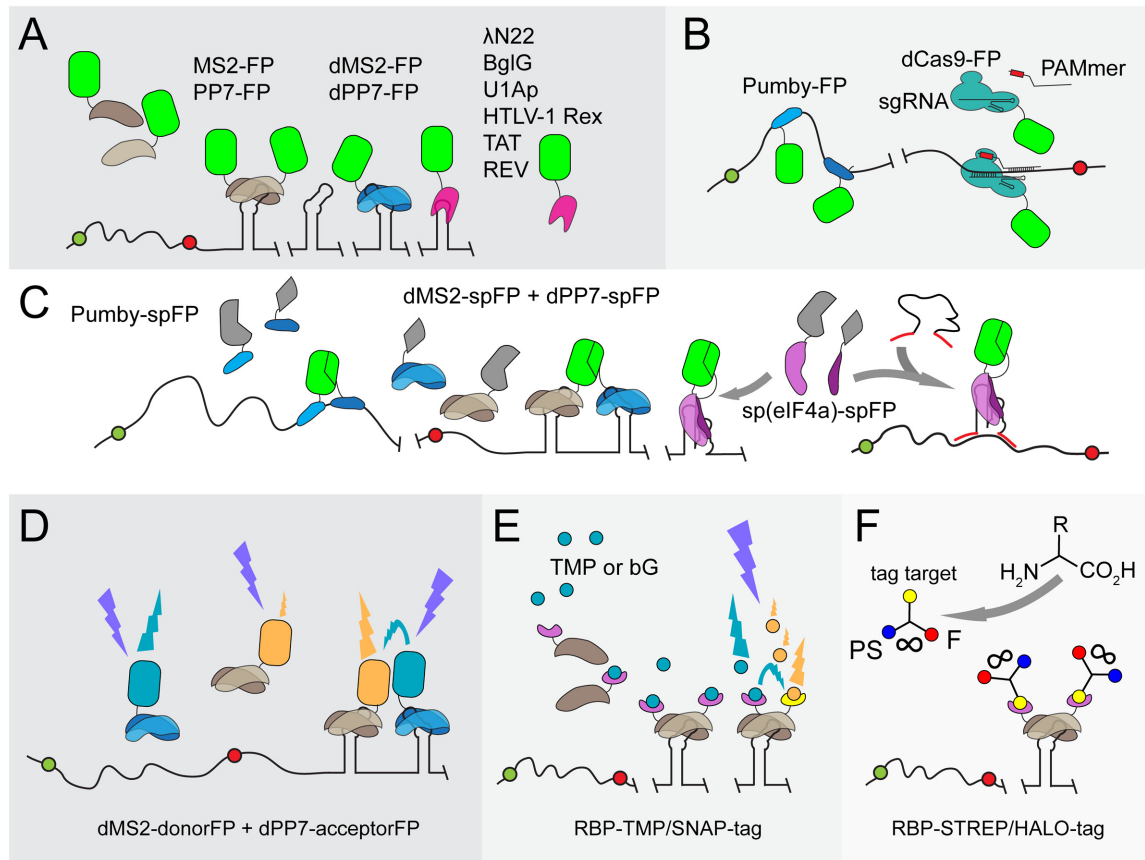 A
MS2-FP
PP7-FP
dMS2-FP
dPP7-FP
λN22
BglG
U1Ap
HTLV-1 Rex
TAT
REV
B
Pumby-FP
dCas9-FP
PAMmer
sgRNA
C
Pumby-spFP
dMS2-spFP + dPP7-spFP
sp(eIF4a)-spFP
D
dMS2-donorFP + dPP7-acceptorFP
E
TMP or bG
RBP-TMP/SNAP-tag
F
R
H₂N
CO₂H
tag target
PS
∞
F
∞
∞
RBP-STREP/HALO-tag